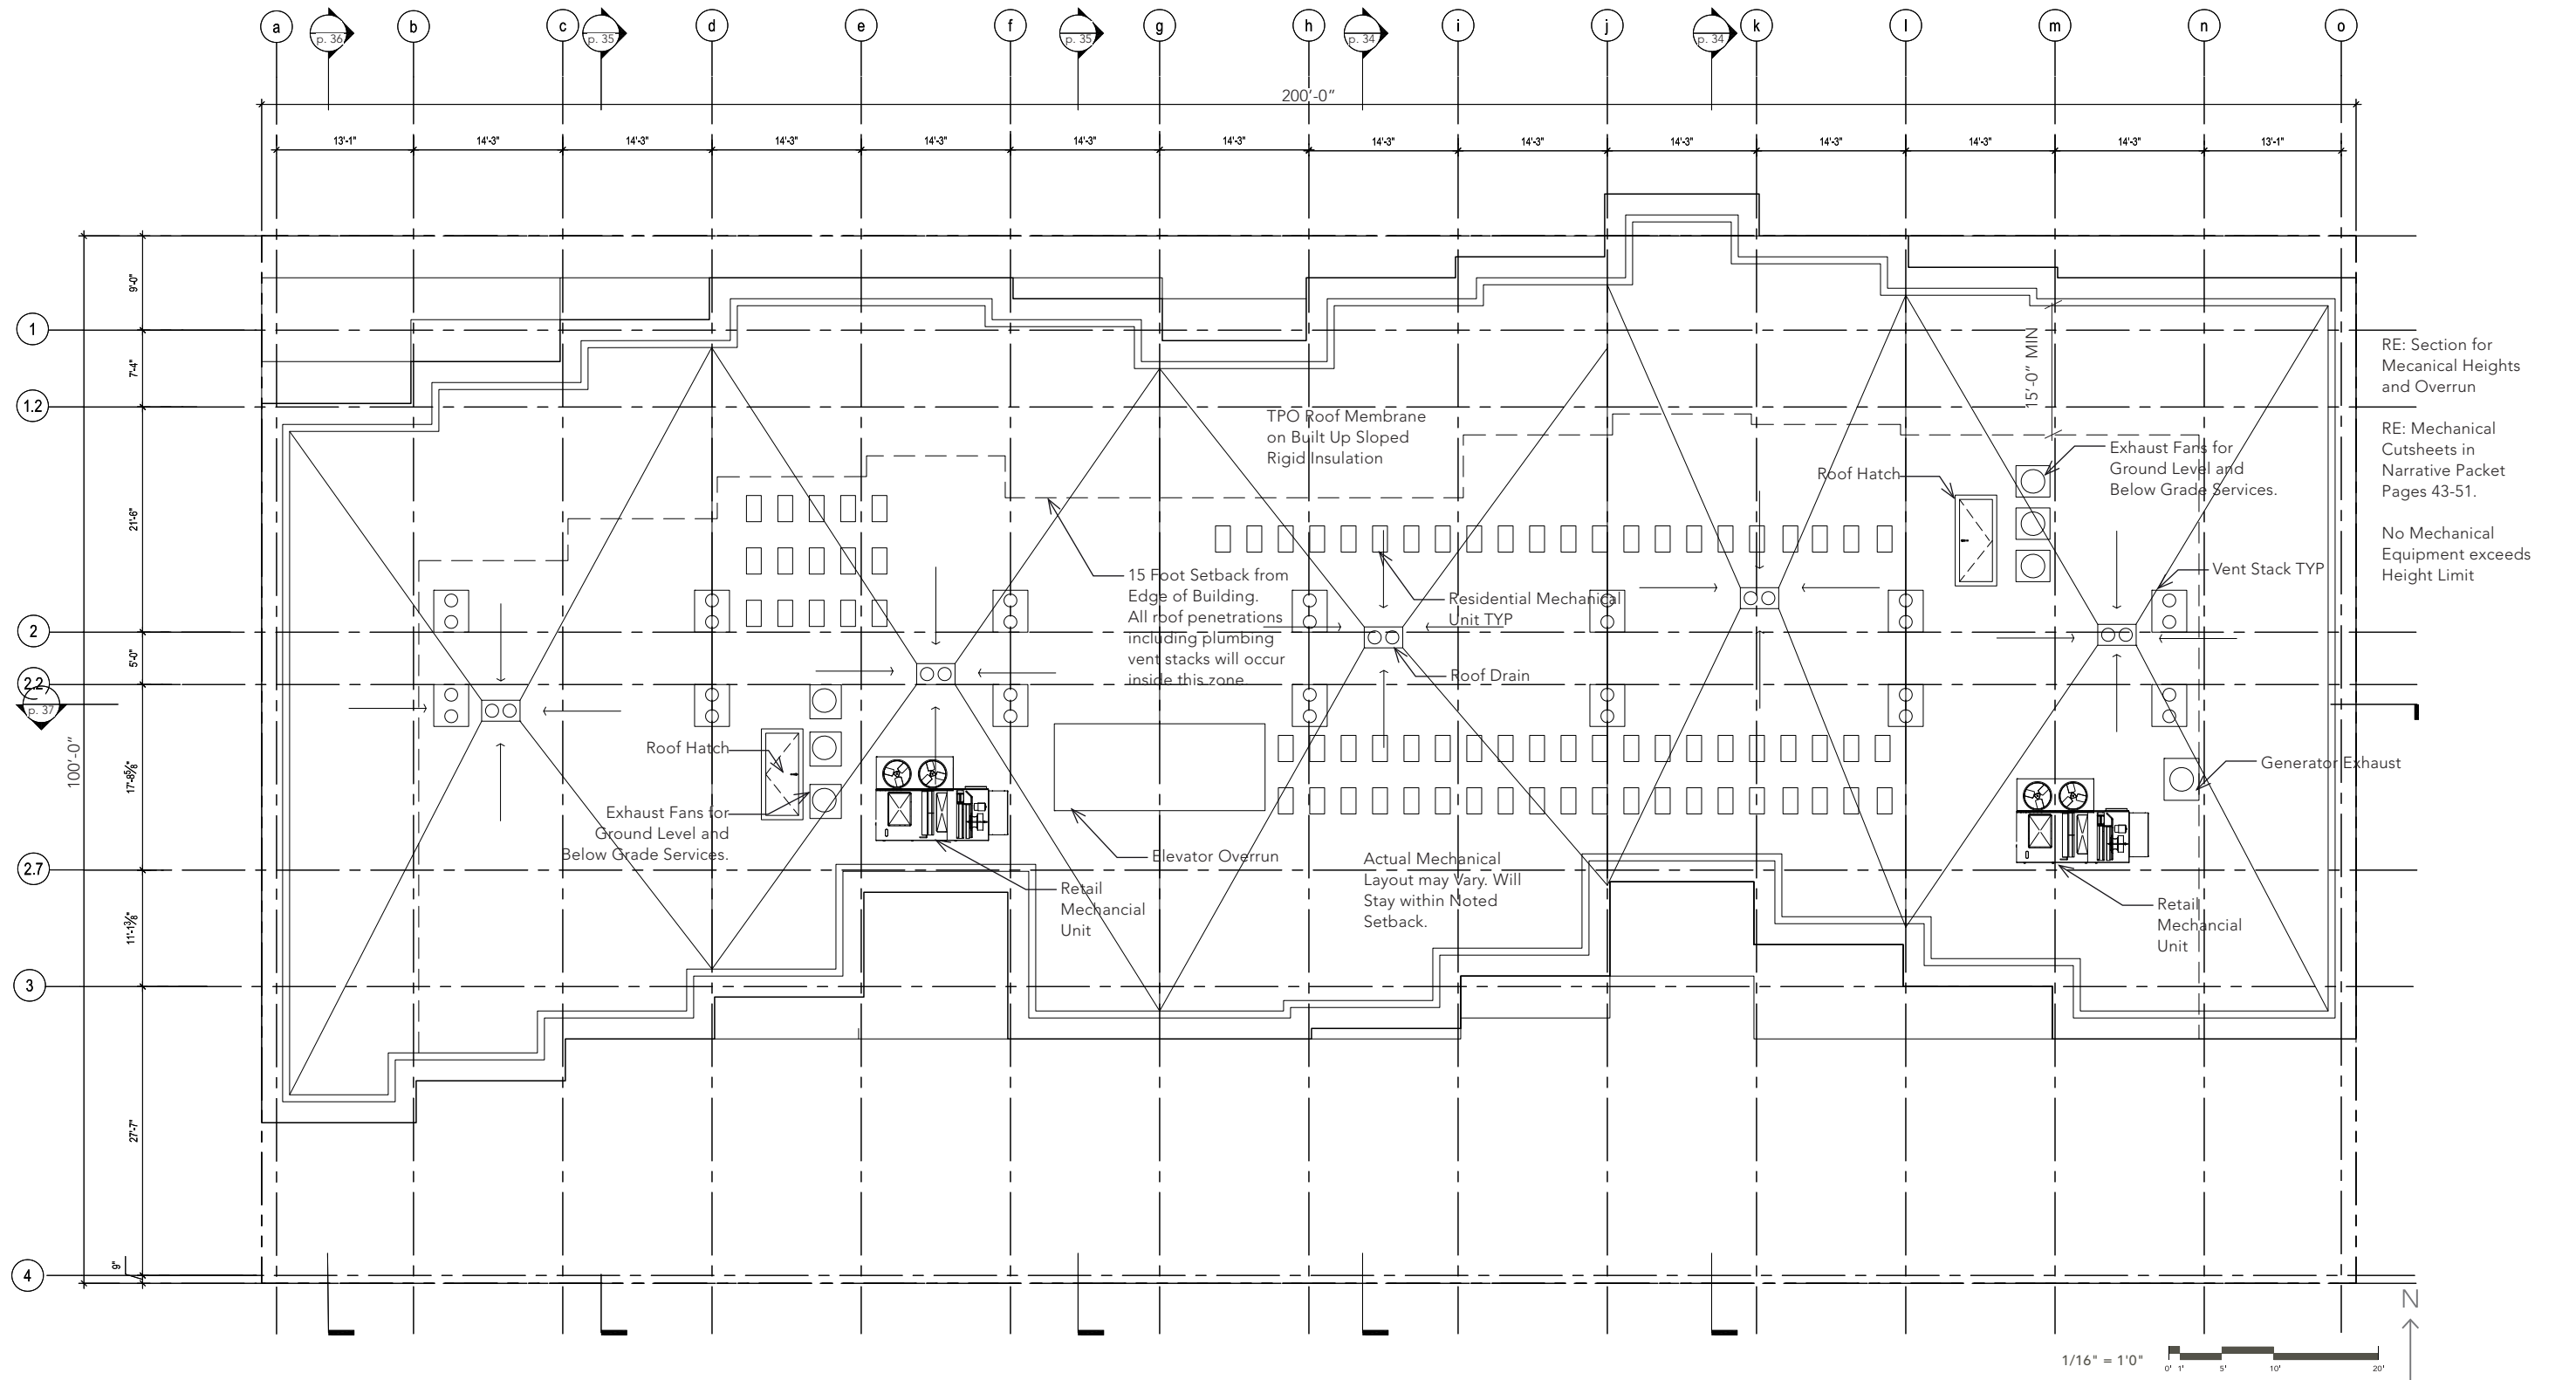 a b c d e f g h i j k l m n o
p. 36 p. 35 p. 35 p. 34 p. 34
200'-0"
13'-1" 14'-3" 14'-3" 14'-3" 14'-3" 14'-3" 14'-3" 14'-3" 14'-3" 14'-3" 14'-3" 14'-3" 14'-3" 13'-1"
9'-0"
1
7'-4"
1.2
21'-6"
2
5'-0"
2.2
p. 37
100'-0"
17'-8⅝"
2.7
11'-1⅜"
3
27'-7"
9"
4
15'-0" MIN
RE: Section for
Mecanical Heights
and Overrun
RE: Mechanical
Cutsheets in
Narrative Packet
Pages 43-51.
No Mechanical
Equipment exceeds
Height Limit
TPO Roof Membrane
on Built Up Sloped
Rigid Insulation
Roof Hatch
Exhaust Fans for
Ground Level and
Below Grade Services.
Vent Stack TYP
15 Foot Setback from
Edge of Building.
All roof penetrations
including plumbing
vent stacks will occur
inside this zone.
Residential Mechanical
Unit TYP
Roof Drain
Roof Hatch
Exhaust Fans for
Ground Level and
Below Grade Services.
Generator Exhaust
Elevator Overrun
Actual Mechanical
Layout may Vary. Will
Stay within Noted
Setback.
Retail
Mechancial
Unit
Retail
Mechancial
Unit
N
1/16" = 1'0"
0' 1' 5' 10' 20'